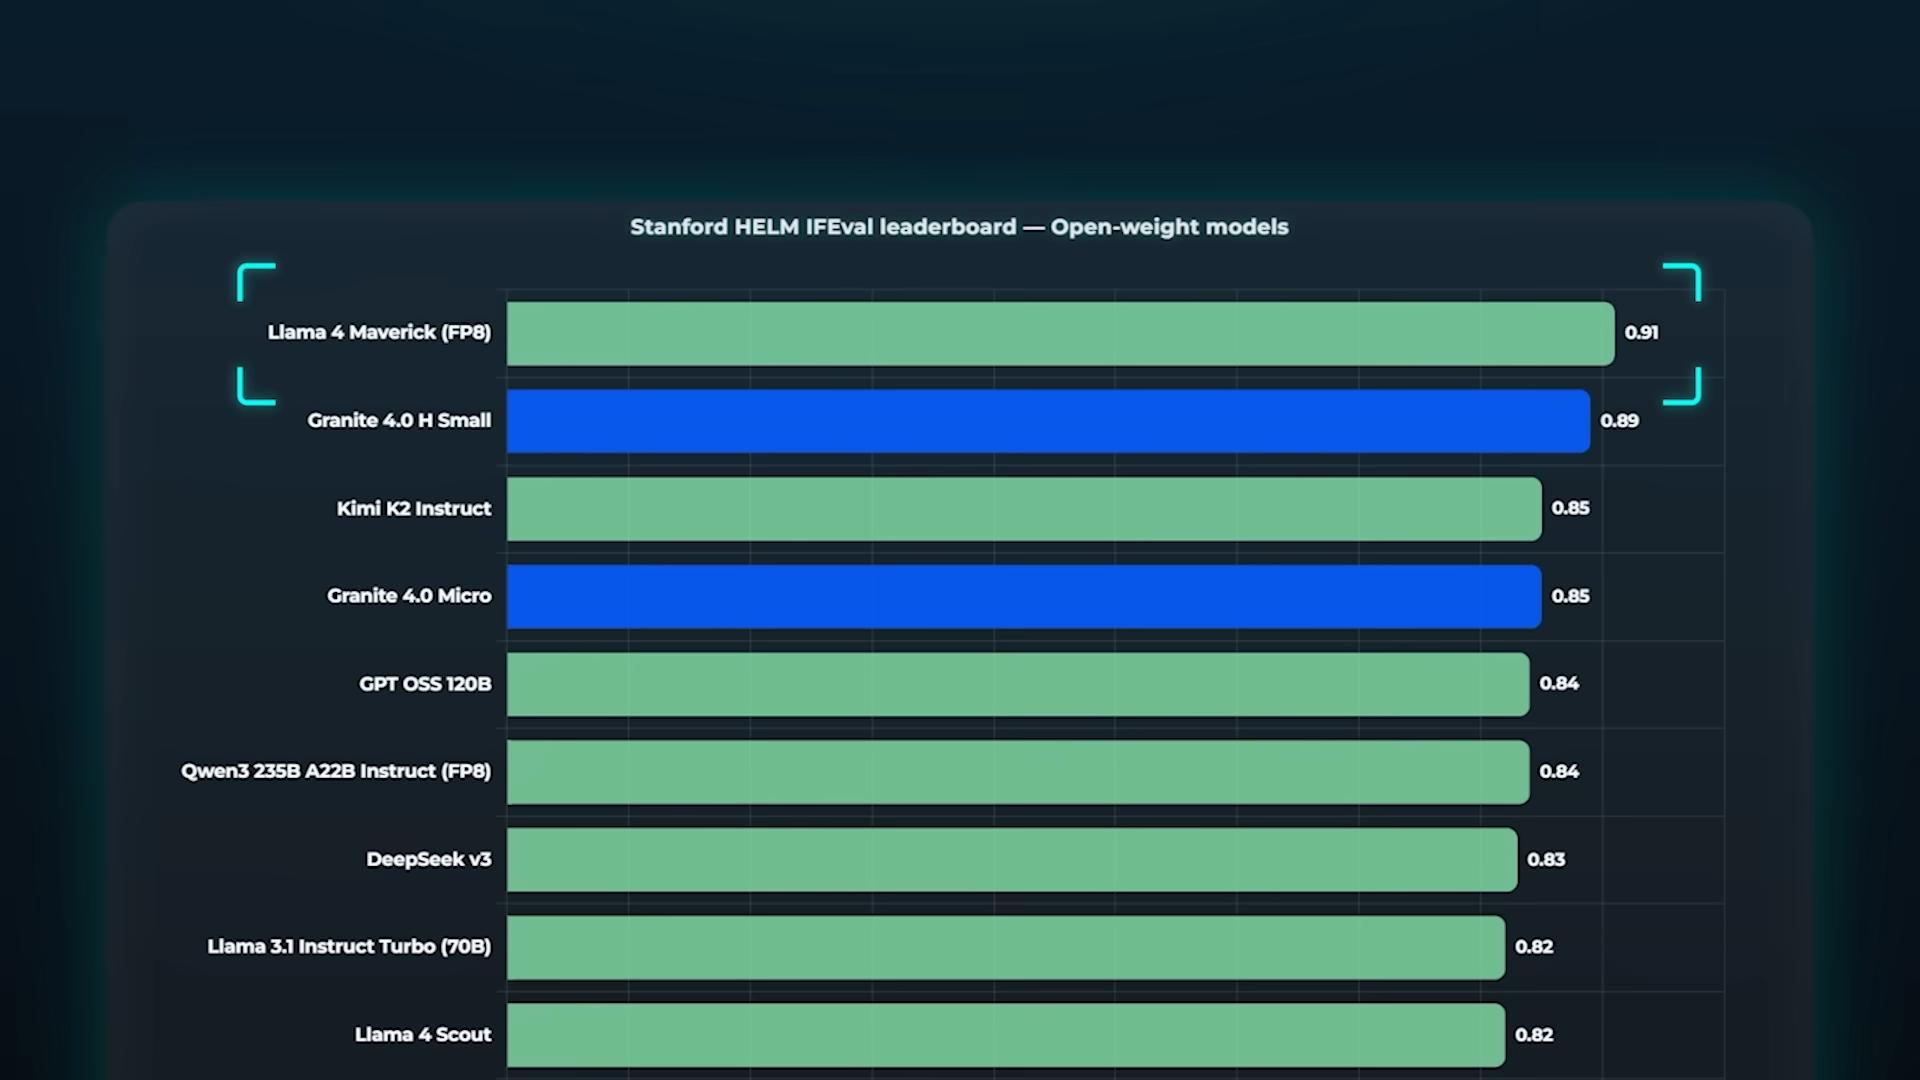 Stanford HELM IFEval leaderboard — Open-weight models
Llama 4 Maverick (FP8) 0.91
Granite 4.0 H Small 0.89
Kimi K2 Instruct 0.85
Granite 4.0 Micro 0.85
GPT OSS 120B 0.84
Qwen3 235B A22B Instruct (FP8) 0.84
DeepSeek v3 0.83
Llama 3.1 Instruct Turbo (70B) 0.82
Llama 4 Scout 0.82